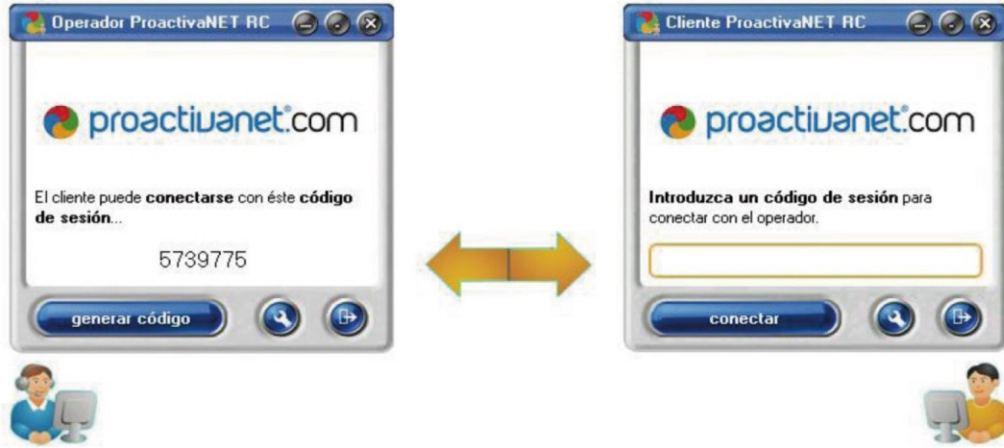 Operador ProactivaNET RC
proactivanet.com
El cliente puede conectarse con éste código
de sesión...
5739775
generar código
Cliente ProactivaNET RC
proactivanet.com
Introduzca un código de sesión para
conectar con el operador.
conectar